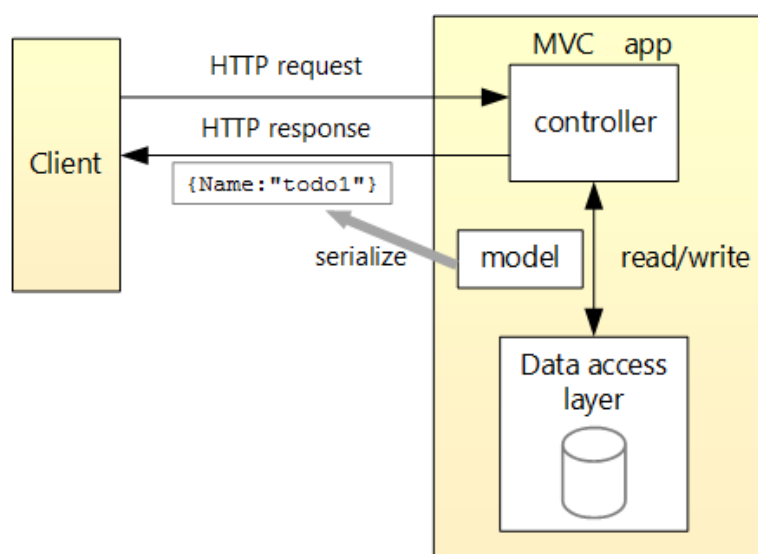 MVC app
HTTP request
controller
HTTP response
Client
{Name:"todo1"}
serialize
model
read/write
Data access
layer